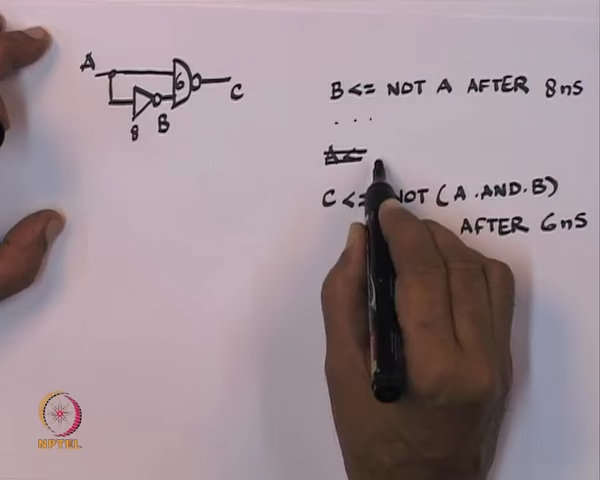 A
6
C
8
B
B <= NOT A AFTER 8nS
...
A <=
C <= NOT (A .AND. B)
AFTER 6nS
NPTEL